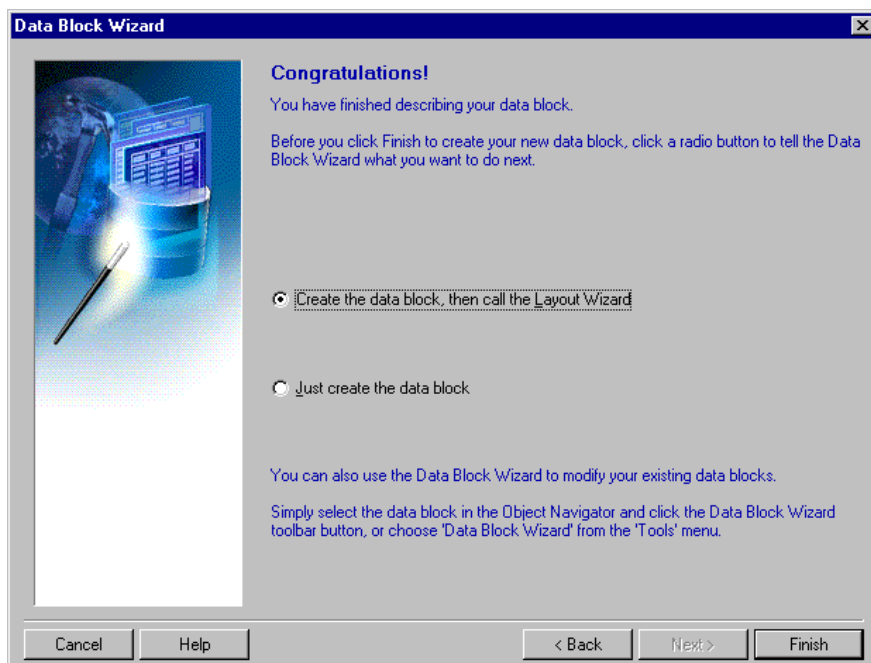 Data Block Wizard
Congratulations!
You have finished describing your data block.
Before you click Finish to create your new data block, click a radio button to tell the Data
Block Wizard what you want to do next.
Create the data block, then call the Layout Wizard
Just create the data block
You can also use the Data Block Wizard to modify your existing data blocks.
Simply select the data block in the Object Navigator and click the Data Block Wizard
toolbar button, or choose 'Data Block Wizard' from the 'Tools' menu.
Cancel Help < Back Next > Finish